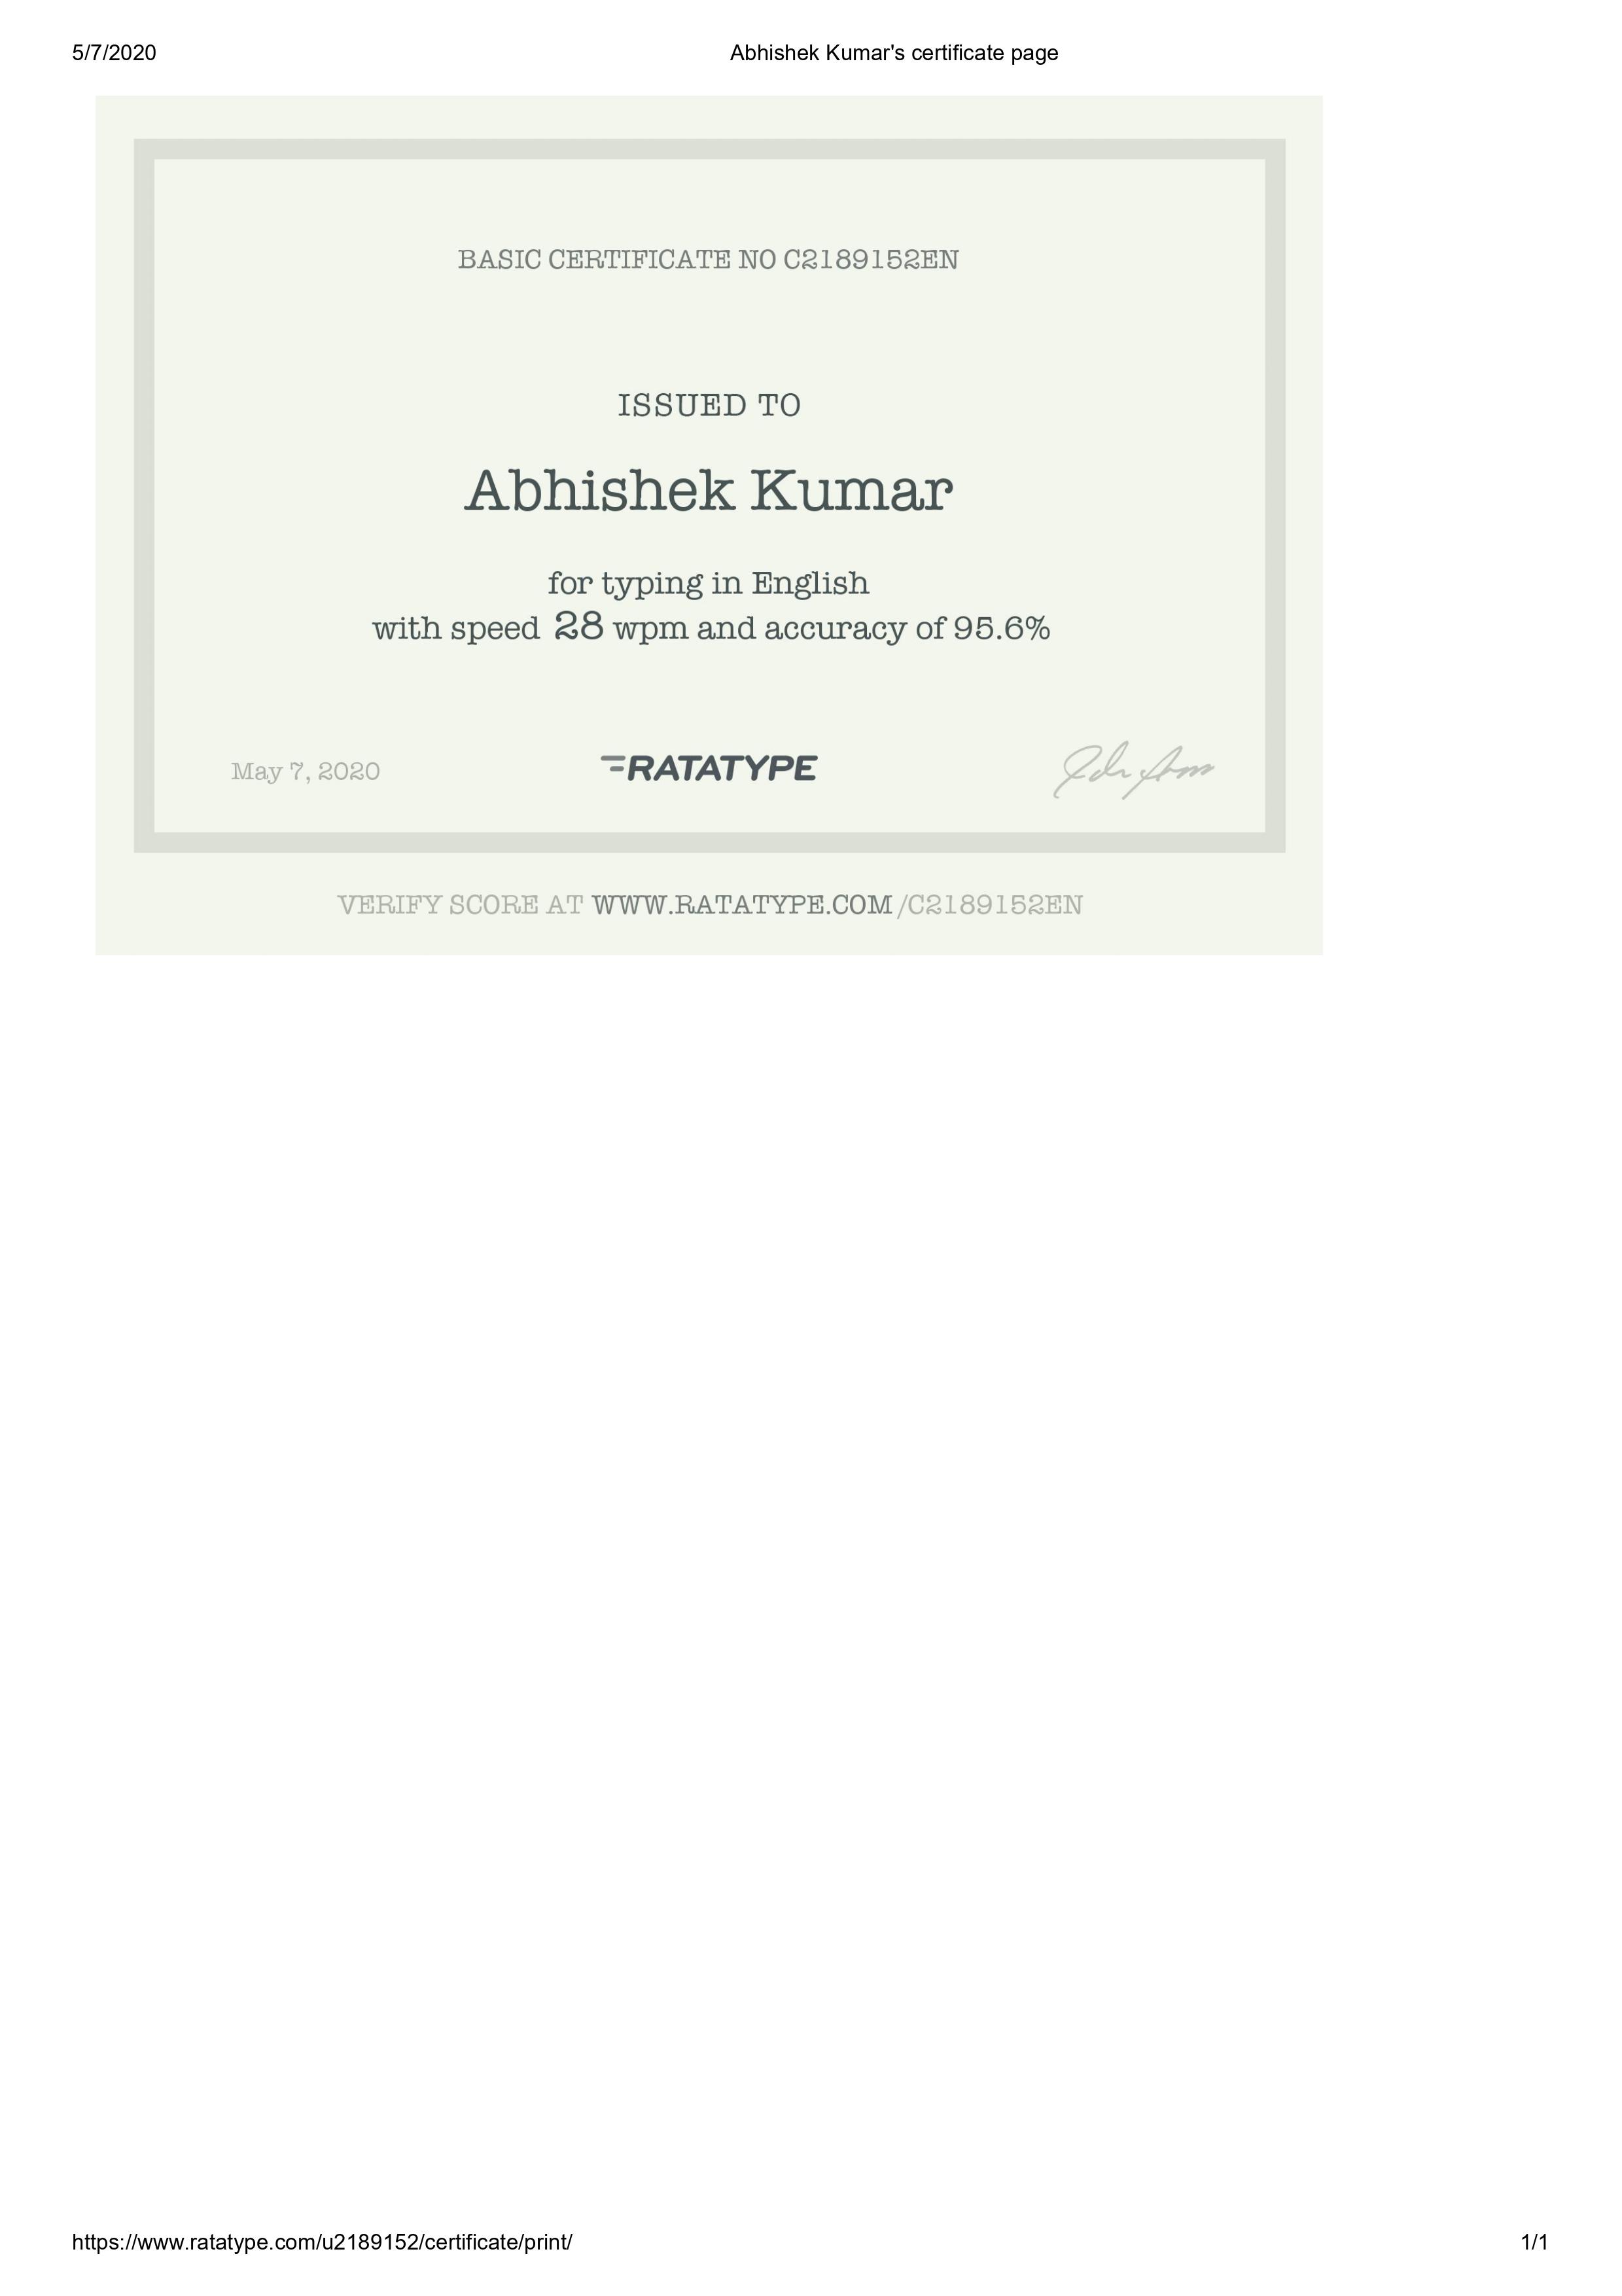 5/7/2020 Abhishek Kumar's certificate page
BASIC CERTIFICATE NO C2189152EN
ISSUED TO
Abhishek Kumar
for typing in English
with speed 28 wpm and accuracy of 95.6%
May 7, 2020 RATATYPE
VERIFY SCORE AT WWW.RATATYPE.COM/C2189152EN
https://www.ratatype.com/u2189152/certificate/print/ 1/1